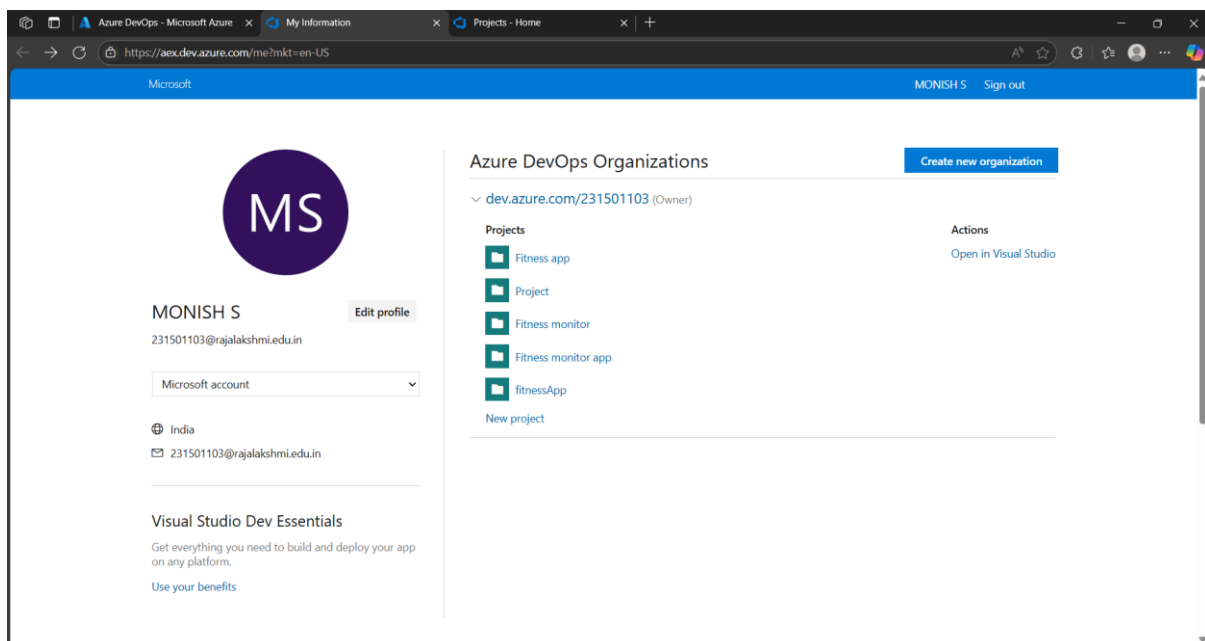 Azure DevOps - Microsoft Azure
My Information
Projects - Home
https://aex.dev.azure.com/me?mkt=en-US
Microsoft
MONISH S
Sign out
MS
MONISH S
Edit profile
231501103@rajalakshmi.edu.in
Microsoft account
India
231501103@rajalakshmi.edu.in
Visual Studio Dev Essentials
Get everything you need to build and deploy your app
on any platform.
Use your benefits
Azure DevOps Organizations
Create new organization
dev.azure.com/231501103 (Owner)
Projects
Actions
Fitness app
Open in Visual Studio
Project
Fitness monitor
Fitness monitor app
fitnessApp
New project